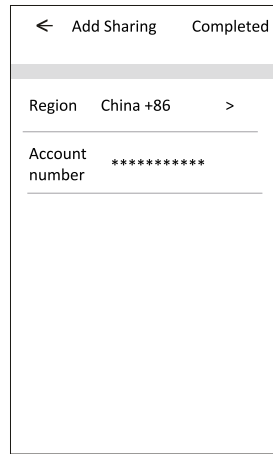 ← Add Sharing Completed
Region China +86 >
Account
number ***********